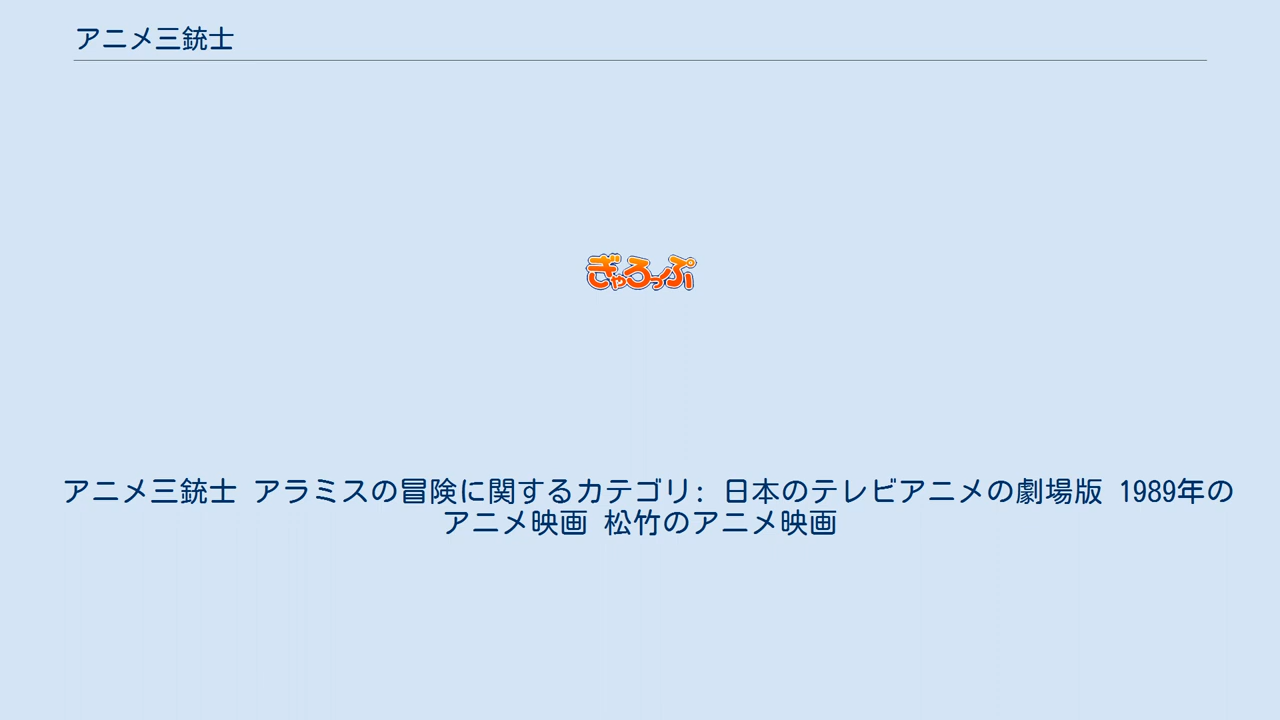 アニメ三銃士
ぎゃろっぷ
アニメ三銃士 アラミスの冒険に関するカテゴリ: 日本のテレビアニメの劇場版 1989年の
アニメ映画 松竹のアニメ映画